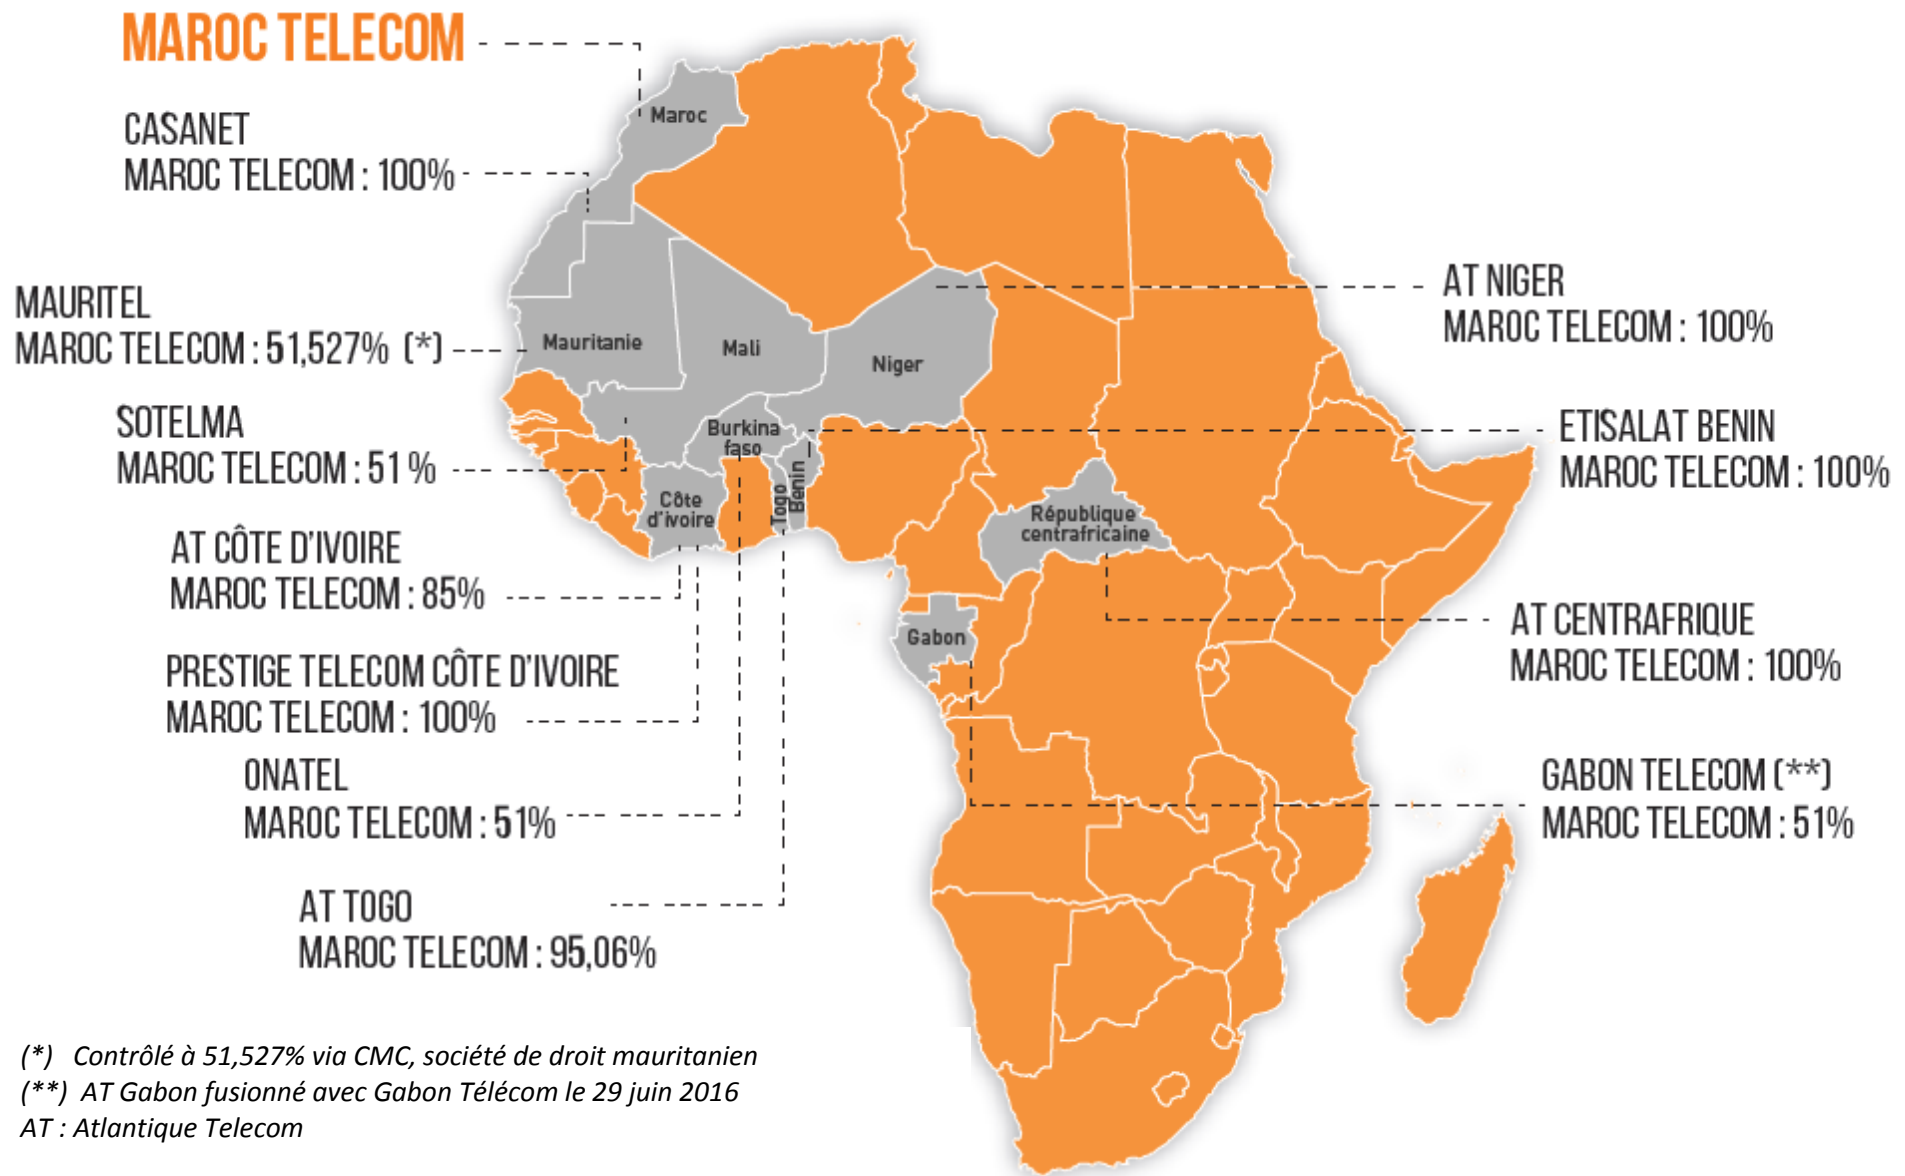 MAROC TELECOM
CASANET
MAROC TELECOM : 100%
MAURITEL
MAROC TELECOM : 51,527% (*)
SOTELMA
MAROC TELECOM : 51 %
AT CÔTE D'IVOIRE
MAROC TELECOM : 85%
PRESTIGE TELECOM CÔTE D'IVOIRE
MAROC TELECOM : 100%
ONATEL
MAROC TELECOM : 51%
AT TOGO
MAROC TELECOM : 95,06%
Maroc
Mauritanie
Mali
Niger
Burkina
faso
Côte
d'ivoire
Togo
Benin
République
centrafricaine
Gabon
AT NIGER
MAROC TELECOM : 100%
ETISALAT BENIN
MAROC TELECOM : 100%
AT CENTRAFRIQUE
MAROC TELECOM : 100%
GABON TELECOM (**)
MAROC TELECOM : 51%
(*) Contrôlé à 51,527% via CMC, société de droit mauritanien
(**) AT Gabon fusionné avec Gabon Télécom le 29 juin 2016
AT : Atlantique Telecom